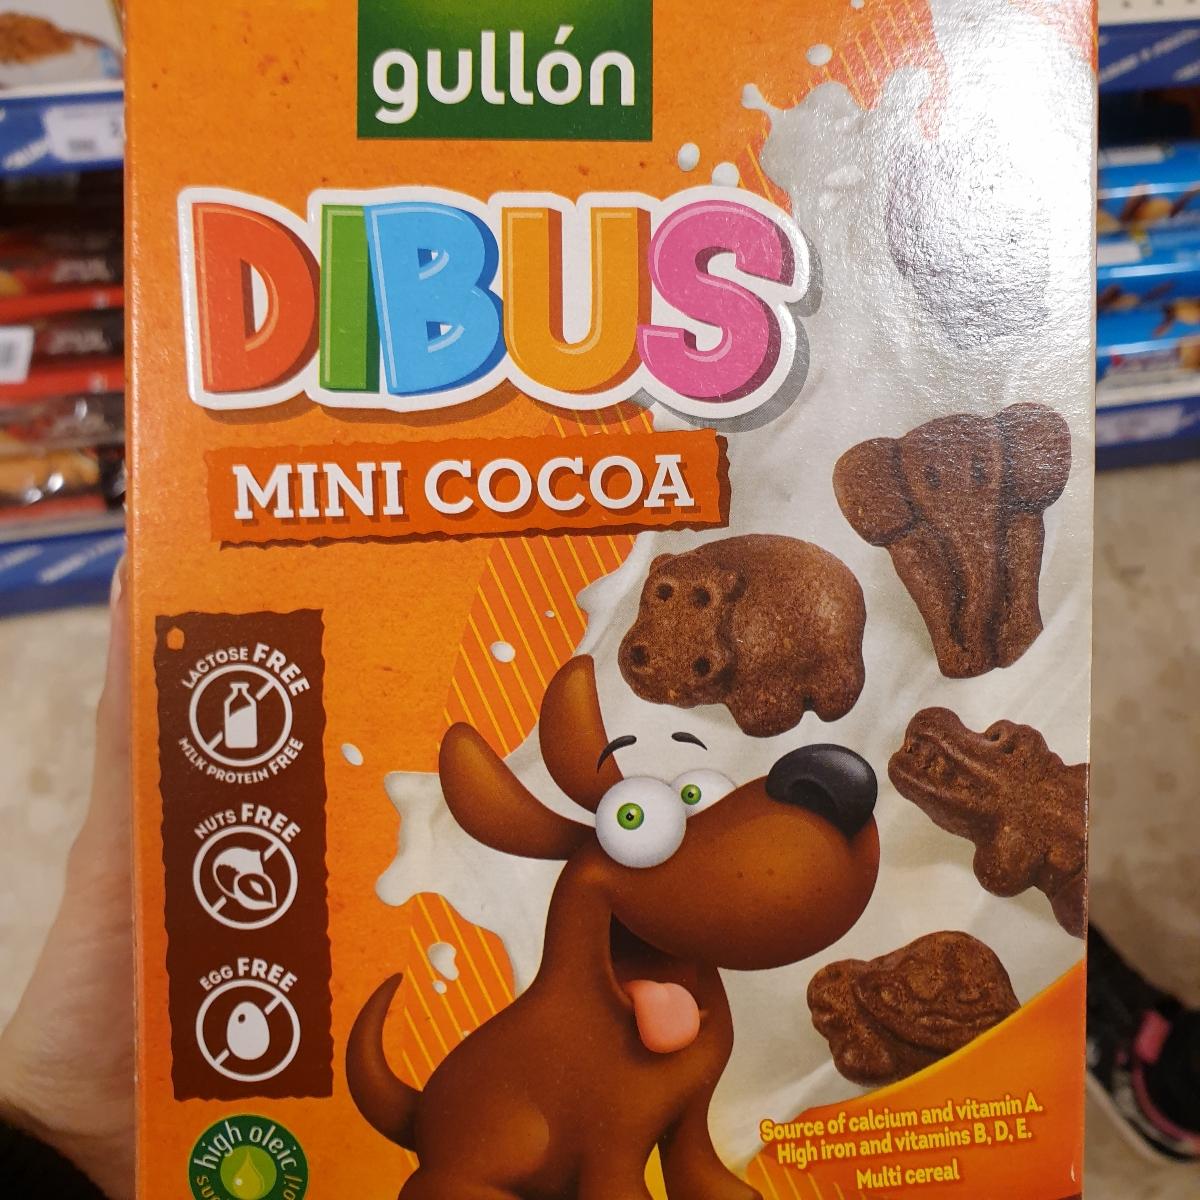 gullón
DIBUS
MINI COCOA
LACTOSE FREE
MILK PROTEIN FREE
NUTS FREE
EGG FREE
high oleic
Source of calcium and vitamin A.
High iron and vitamins B, D, E.
Multi cereal